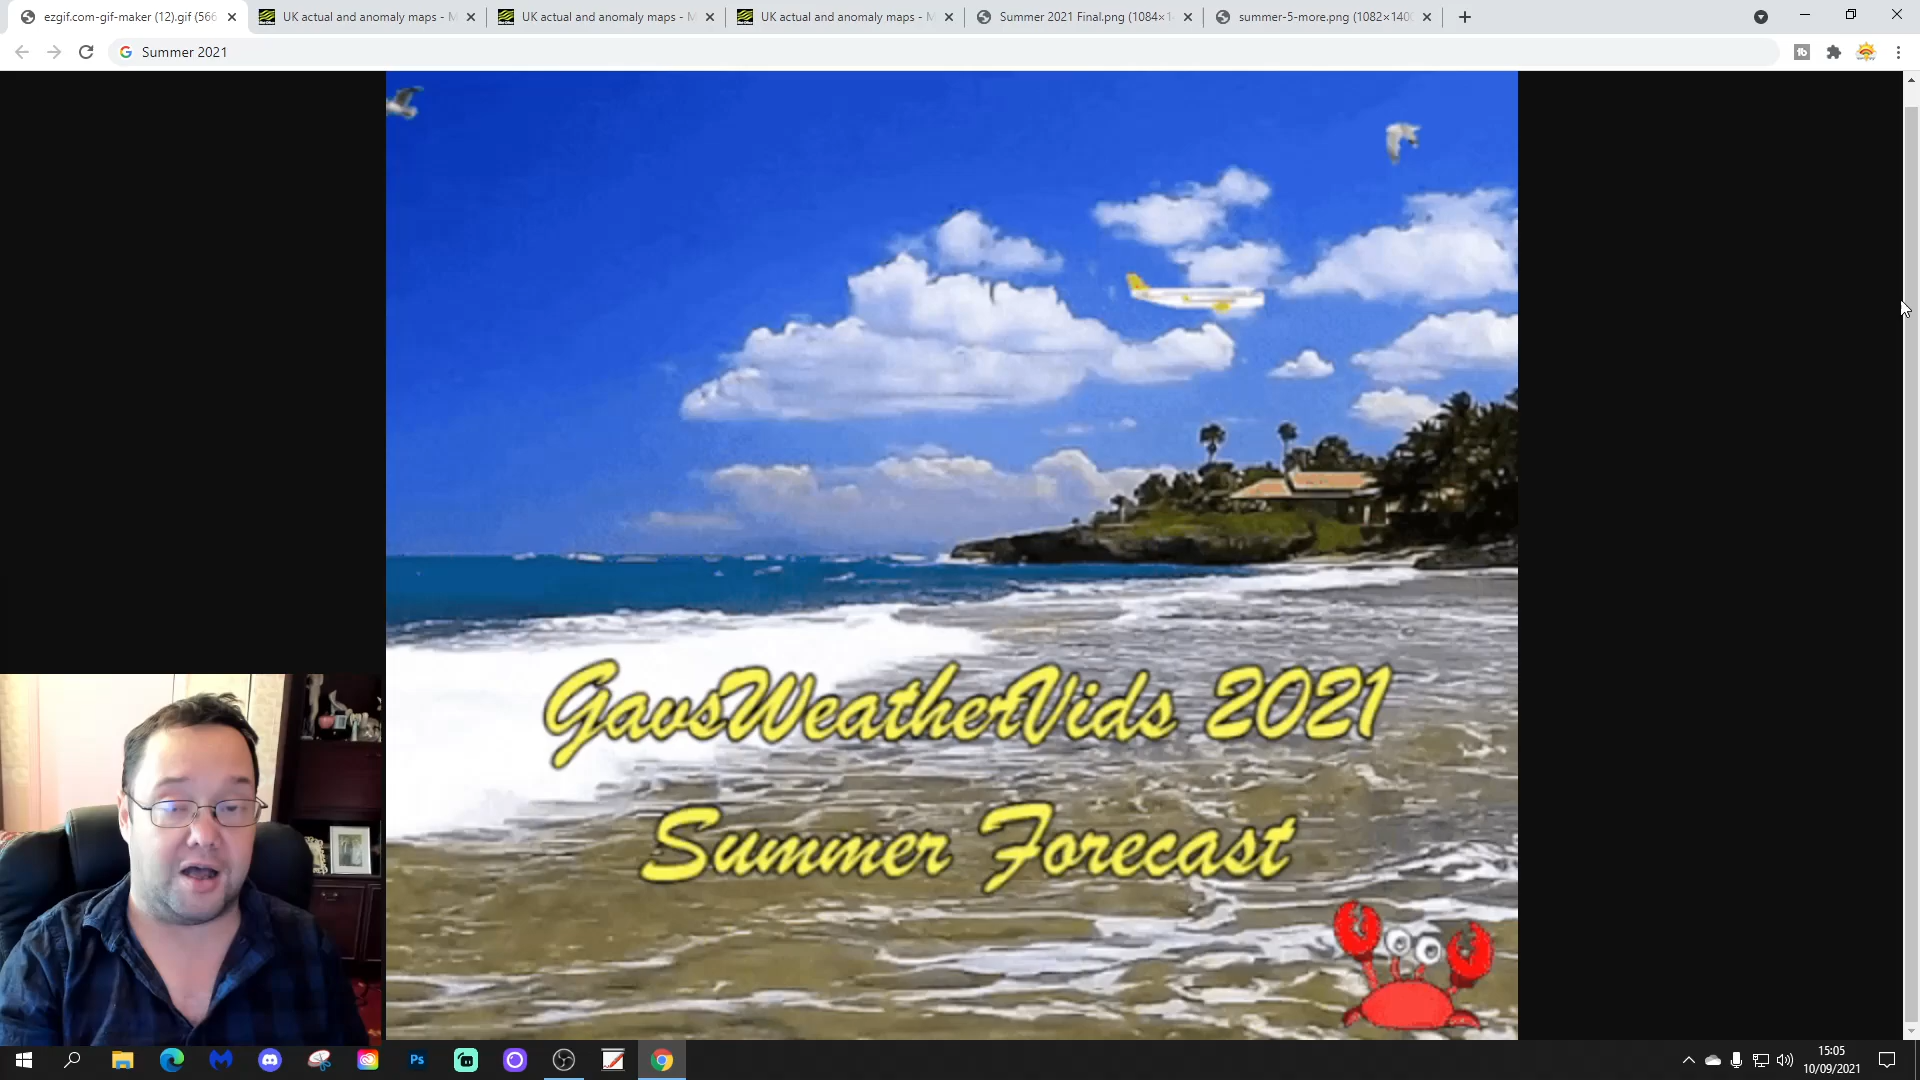 ezgif.com-gif-maker (12).gif (566
UK actual and anomaly maps - M
UK actual and anomaly maps - M
UK actual and anomaly maps - M
Summer 2021 Final.png (1084×1
summer-5-more.png (1082×1400
Summer 2021
GavsWeatherVids 2021
Summer Forecast
Ps
15:05
10/09/2021